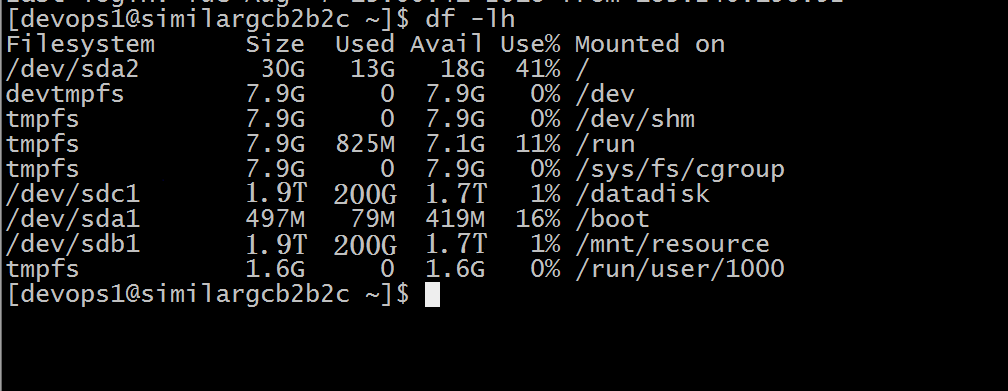 [devops1@similargcb2b2c ~]$ df -lh
Filesystem      Size  Used Avail Use% Mounted on
/dev/sda2        30G   13G   18G  41% /
devtmpfs        7.9G     0  7.9G   0% /dev
tmpfs           7.9G     0  7.9G   0% /dev/shm
tmpfs           7.9G  825M  7.1G  11% /run
tmpfs           7.9G     0  7.9G   0% /sys/fs/cgroup
/dev/sdc1       1.9T  200G  1.7T   1% /datadisk
/dev/sda1       497M   79M  419M  16% /boot
/dev/sdb1       1.9T  200G  1.7T   1% /mnt/resource
tmpfs           1.6G     0  1.6G   0% /run/user/1000
[devops1@similargcb2b2c ~]$